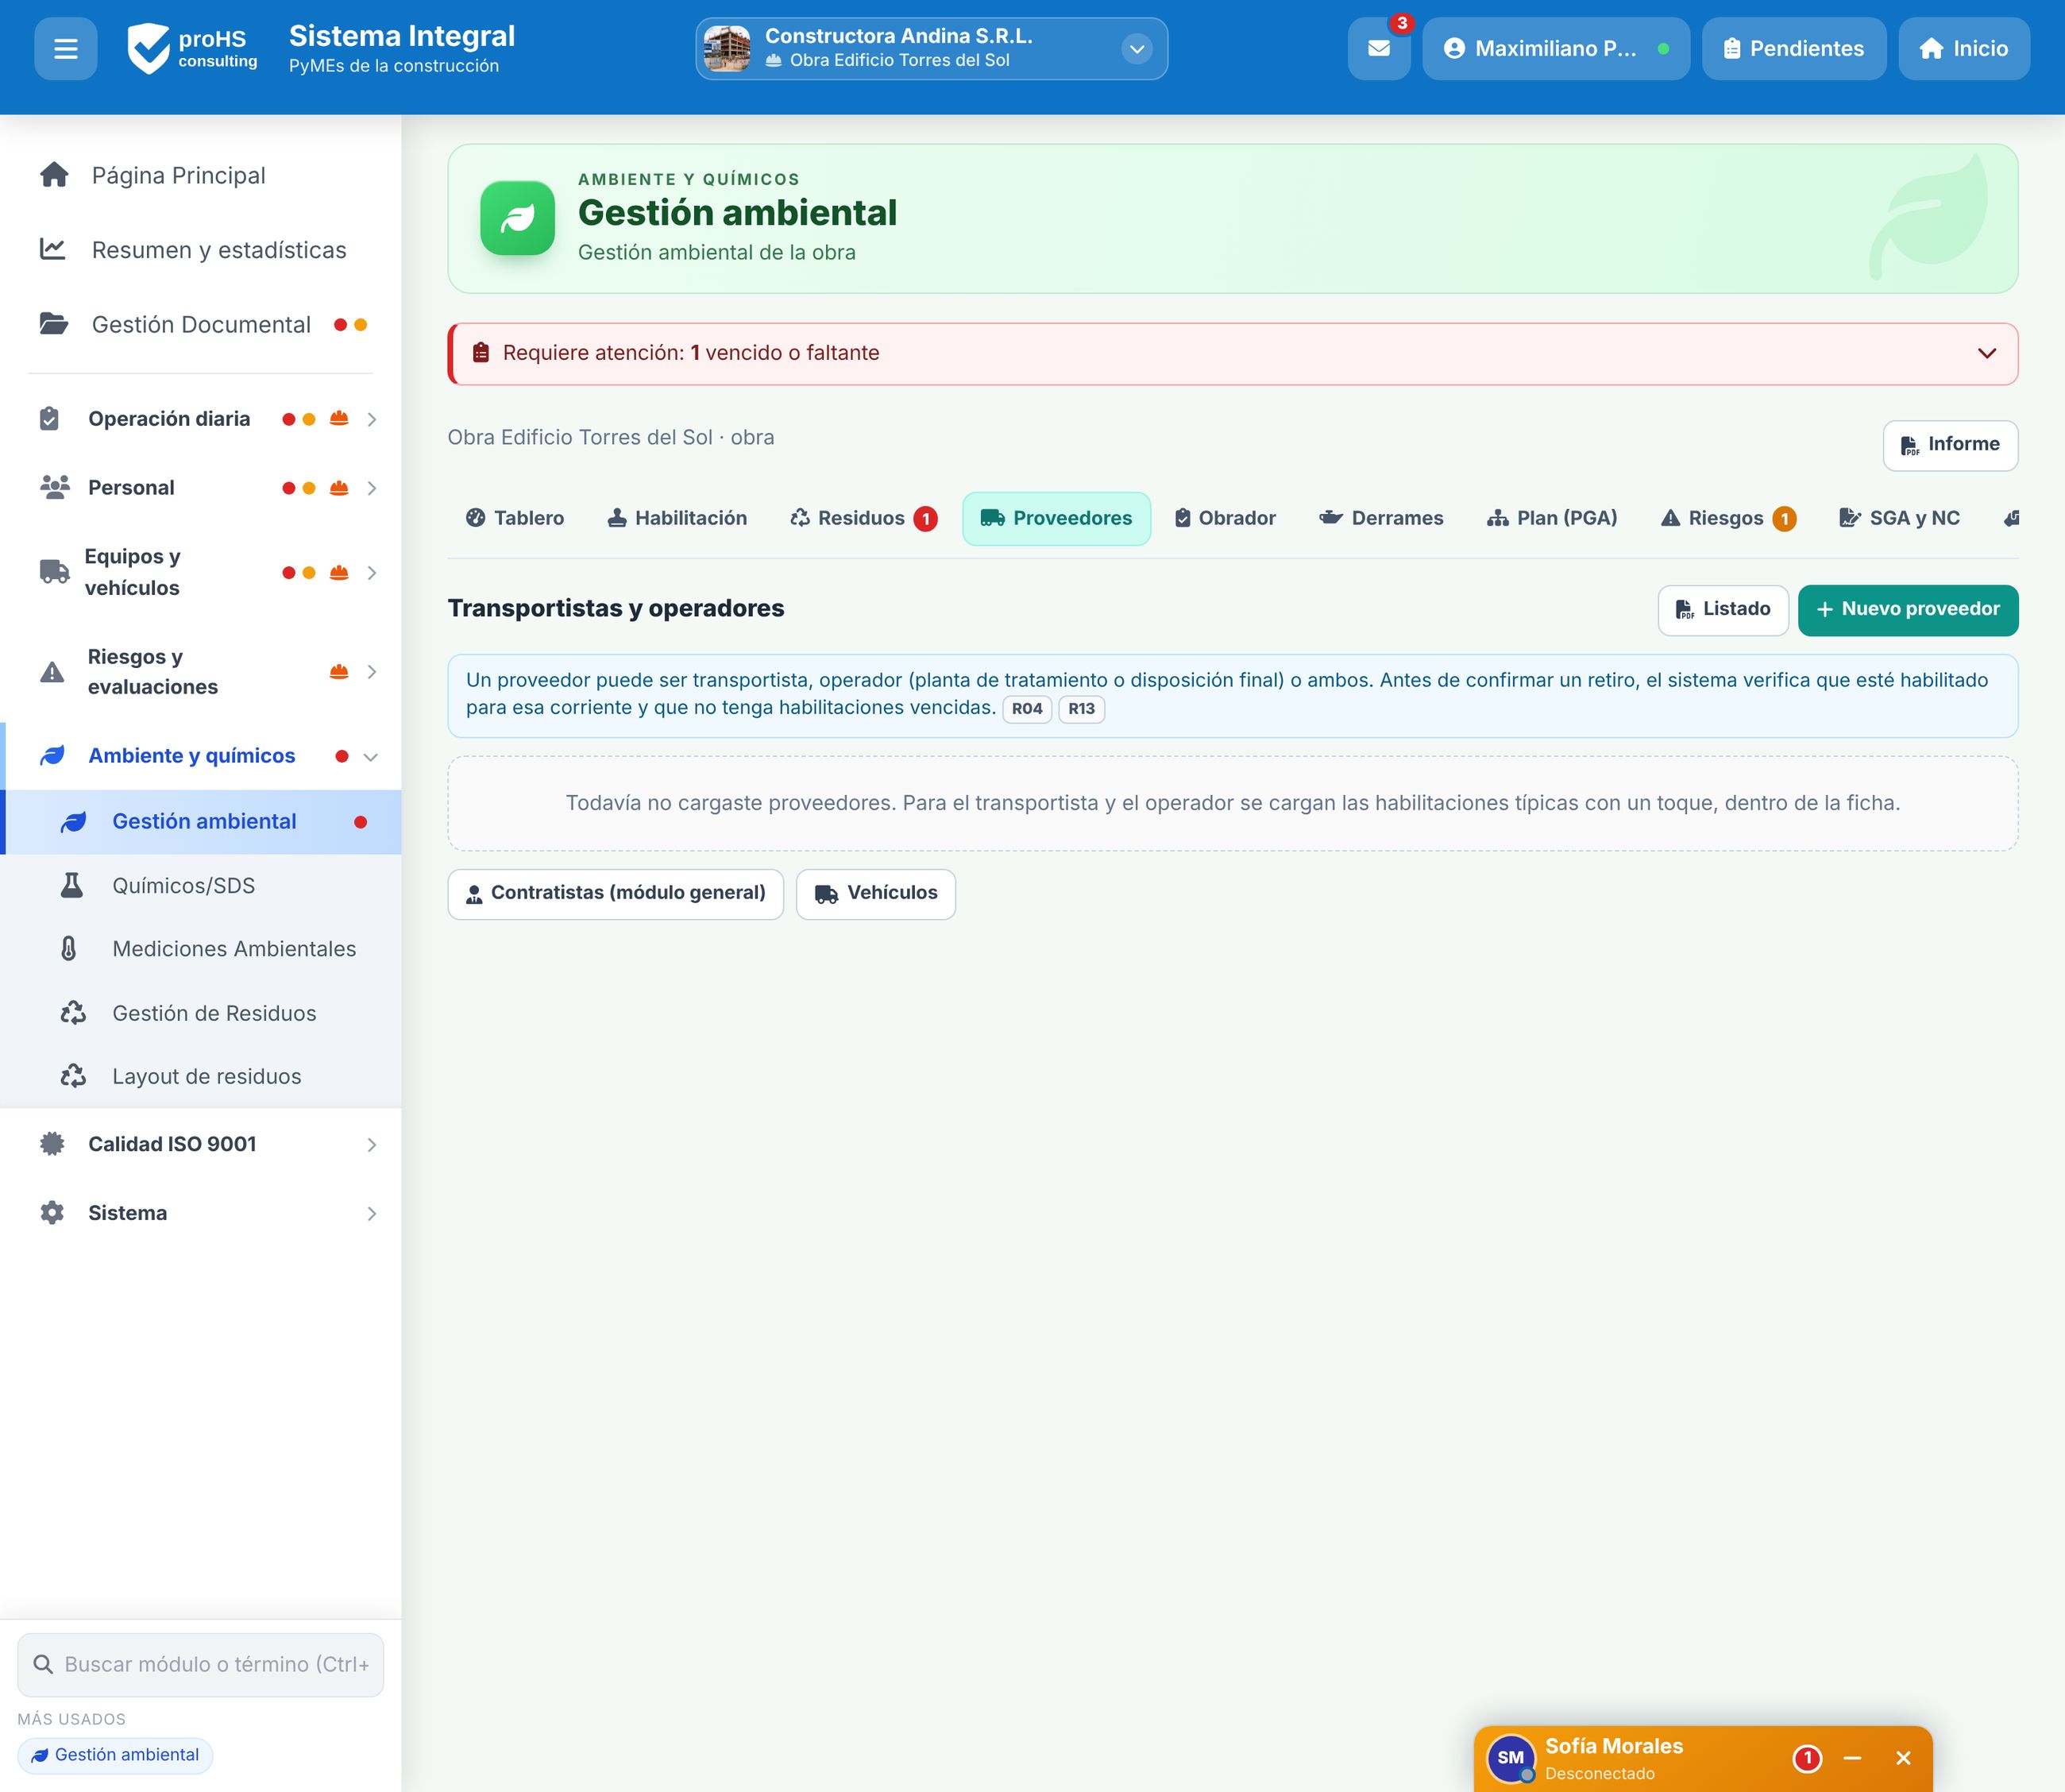 proHS
consulting
Sistema Integral
PyMEs de la construcción
Constructora Andina S.R.L.
Obra Edificio Torres del Sol
3
Maximiliano P...
Pendientes
Inicio
Página Principal
Resumen y estadísticas
Gestión Documental
Operación diaria
Personal
Equipos y
vehículos
Riesgos y
evaluaciones
Ambiente y químicos
Gestión ambiental
Químicos/SDS
Mediciones Ambientales
Gestión de Residuos
Layout de residuos
Calidad ISO 9001
Sistema
Buscar módulo o término (Ctrl+
MÁS USADOS
Gestión ambiental
AMBIENTE Y QUÍMICOS
Gestión ambiental
Gestión ambiental de la obra
Requiere atención: 1 vencido o faltante
Obra Edificio Torres del Sol · obra
PDF Informe
Tablero
Habilitación
Residuos 1
Proveedores
Obrador
Derrames
Plan (PGA)
Riesgos 1
SGA y NC
Transportistas y operadores
PDF Listado
+ Nuevo proveedor
Un proveedor puede ser transportista, operador (planta de tratamiento o disposición final) o ambos. Antes de confirmar un retiro, el sistema verifica que esté habilitado
para esa corriente y que no tenga habilitaciones vencidas. R04 R13
Todavía no cargaste proveedores. Para el transportista y el operador se cargan las habilitaciones típicas con un toque, dentro de la ficha.
Contratistas (módulo general)
Vehículos
SM
Sofía Morales
Desconectado
1